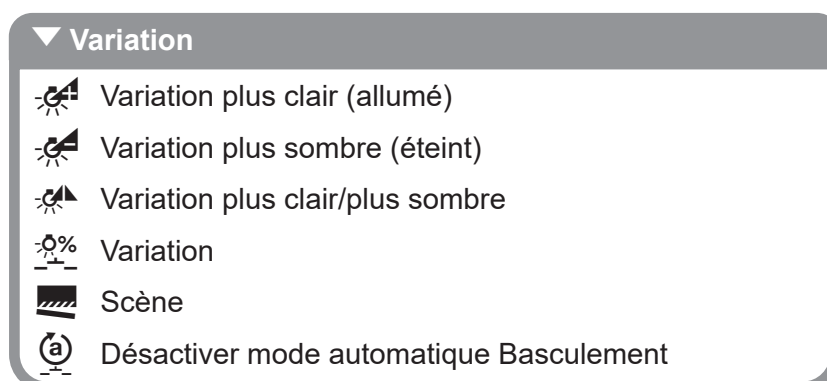 Variation
Variation plus clair (allumé)
Variation plus sombre (éteint)
Variation plus clair/plus sombre
% Variation
Scène
a Désactiver mode automatique Basculement